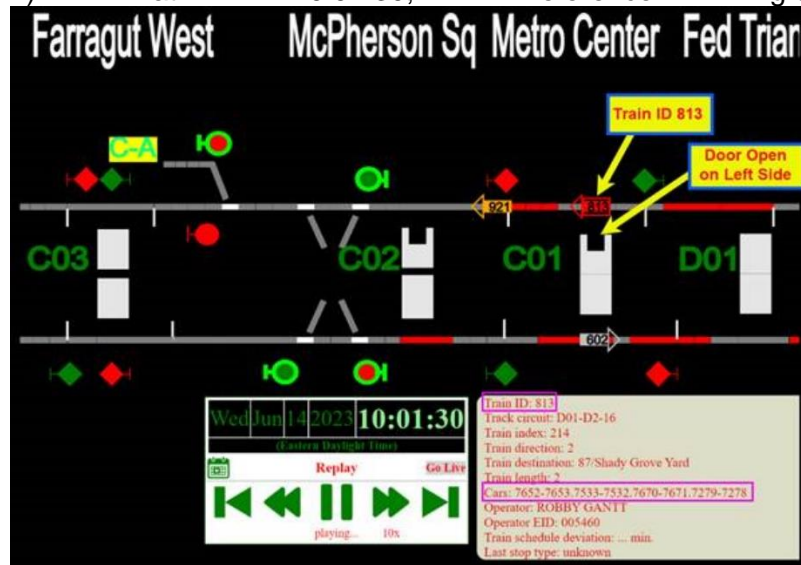 Farragut West McPherson Sq Metro Center Fed Trian
Train ID 813
Door Open
on Left Side
C-A
921
813
C03
C02
C01
D01
602
Wed Jun 14 2023 10:01:30
(Eastern Daylight Time)
Replay
Go Live
playing...
10x
Train ID: 813
Track circuit: D01-D2-16
Train index: 214
Train direction: 2
Train destination: 87/Shady Grove Yard
Train length: 2
Cars: 7652-7653.7533-7532.7670-7671.7279-7278
Operator: ROBBY GANTT
Operator EID: 005460
Train schedule deviation: ... min.
Last stop type: unknown